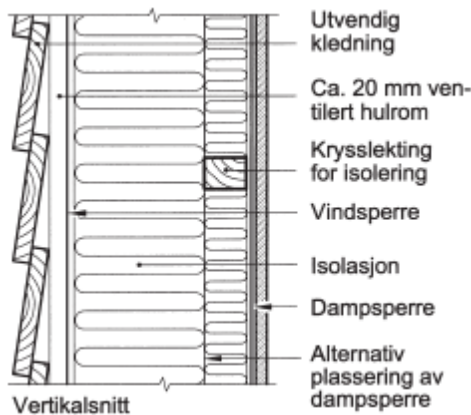 Utvendig
kledning
Ca. 20 mm ven-
tilert hulrom
Krysslekting
for isolering
Vindsperre
Isolasjon
Dampsperre
Alternativ
plassering av
dampsperre
Vertikalsnitt